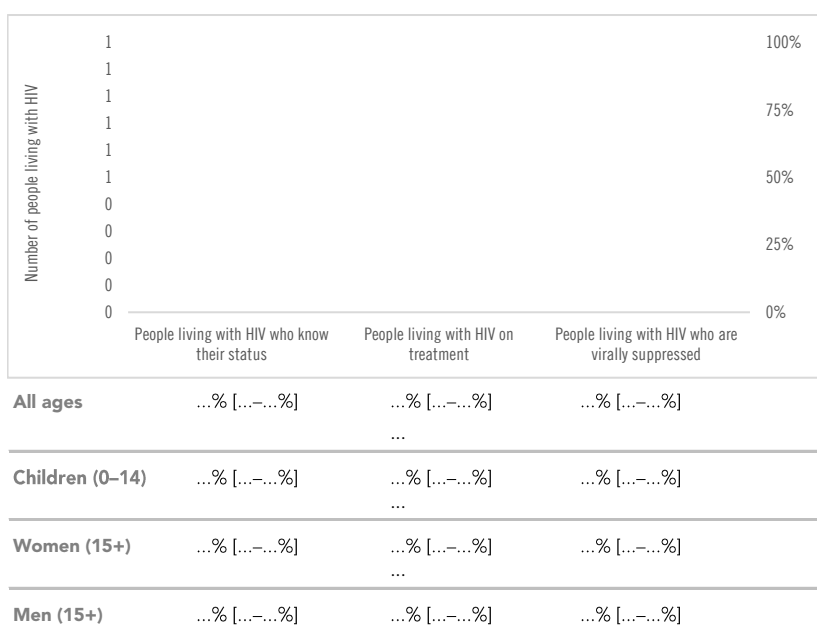 Number of people living with HIV
1
1
1
1
1
1
0
0
0
0
0
100%
75%
50%
25%
0%
People living with HIV who know
their status
People living with HIV on
treatment
People living with HIV who are
virally suppressed
All ages ...% [...–...%] ...% [...–...%] ...% [...–...%]
...
Children (0–14) ...% [...–...%] ...% [...–...%] ...% [...–...%]
...
Women (15+) ...% [...–...%] ...% [...–...%] ...% [...–...%]
...
Men (15+) ...% [...–...%] ...% [...–...%] ...% [...–...%]